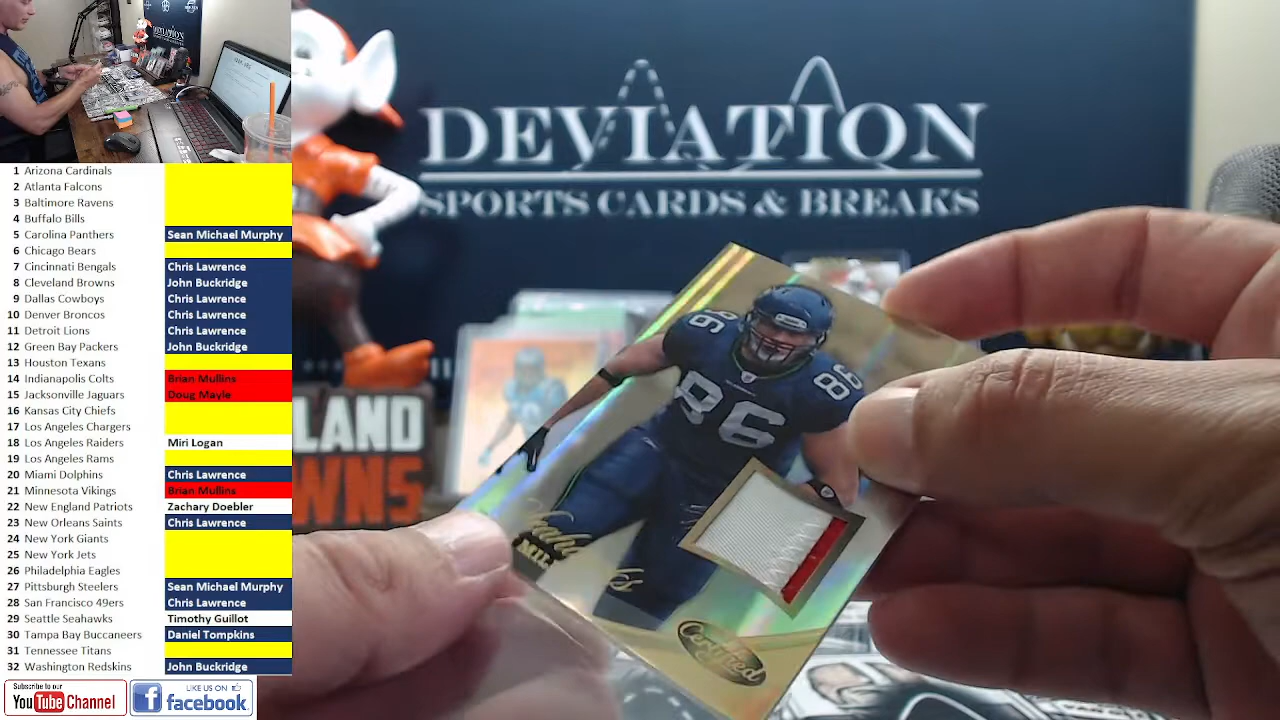 DEVIATION
SPORTS CARDS & BREAKS
1 Arizona Cardinals
2 Atlanta Falcons
3 Baltimore Ravens
4 Buffalo Bills
5 Carolina Panthers Sean Michael Murphy
6 Chicago Bears
7 Cincinnati Bengals Chris Lawrence
8 Cleveland Browns John Buckridge
9 Dallas Cowboys Chris Lawrence
10 Denver Broncos Chris Lawrence
11 Detroit Lions Chris Lawrence
12 Green Bay Packers John Buckridge
13 Houston Texans
14 Indianapolis Colts Brian Mullins
15 Jacksonville Jaguars Doug Mayle
16 Kansas City Chiefs
17 Los Angeles Chargers
18 Los Angeles Raiders Miri Logan
19 Los Angeles Rams
20 Miami Dolphins Chris Lawrence
21 Minnesota Vikings Brian Mullins
22 New England Patriots Zachary Doebler
23 New Orleans Saints Chris Lawrence
24 New York Giants
25 New York Jets
26 Philadelphia Eagles
27 Pittsburgh Steelers Sean Michael Murphy
28 San Francisco 49ers Chris Lawrence
29 Seattle Seahawks Timothy Guillot
30 Tampa Bay Buccaneers Daniel Tompkins
31 Tennessee Titans
32 Washington Redskins John Buckridge
Subscribe to our
YouTube Channel
LIKE US ON
facebook.
LAND
WNS
86
86
86
Certified